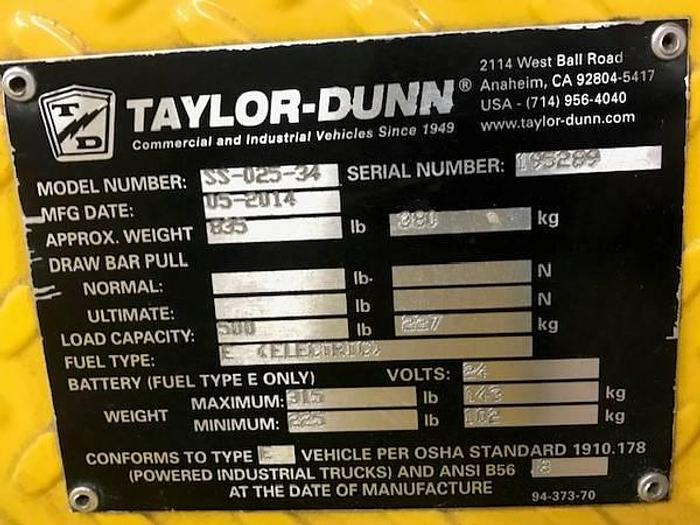 TD
TAYLOR-DUNN®
Commercial and Industrial Vehicles Since 1949
2114 West Ball Road
Anaheim, CA 92804-5417
USA - (714) 956-4040
www.taylor-dunn.com
MODEL NUMBER: SS-025-34 SERIAL NUMBER: 195289
MFG DATE: 05-2014
APPROX. WEIGHT 835 lb 380 kg
DRAW BAR PULL
NORMAL: lb- N
ULTIMATE: lb N
LOAD CAPACITY: 500 lb 227 kg
FUEL TYPE: E (ELECTRIC)
BATTERY (FUEL TYPE E ONLY) VOLTS: 24
WEIGHT MAXIMUM: 315 lb 143 kg
MINIMUM: 225 lb 102 kg
CONFORMS TO TYPE E VEHICLE PER OSHA STANDARD 1910.178
(POWERED INDUSTRIAL TRUCKS) AND ANSI B56 .8
AT THE DATE OF MANUFACTURE
94-373-70